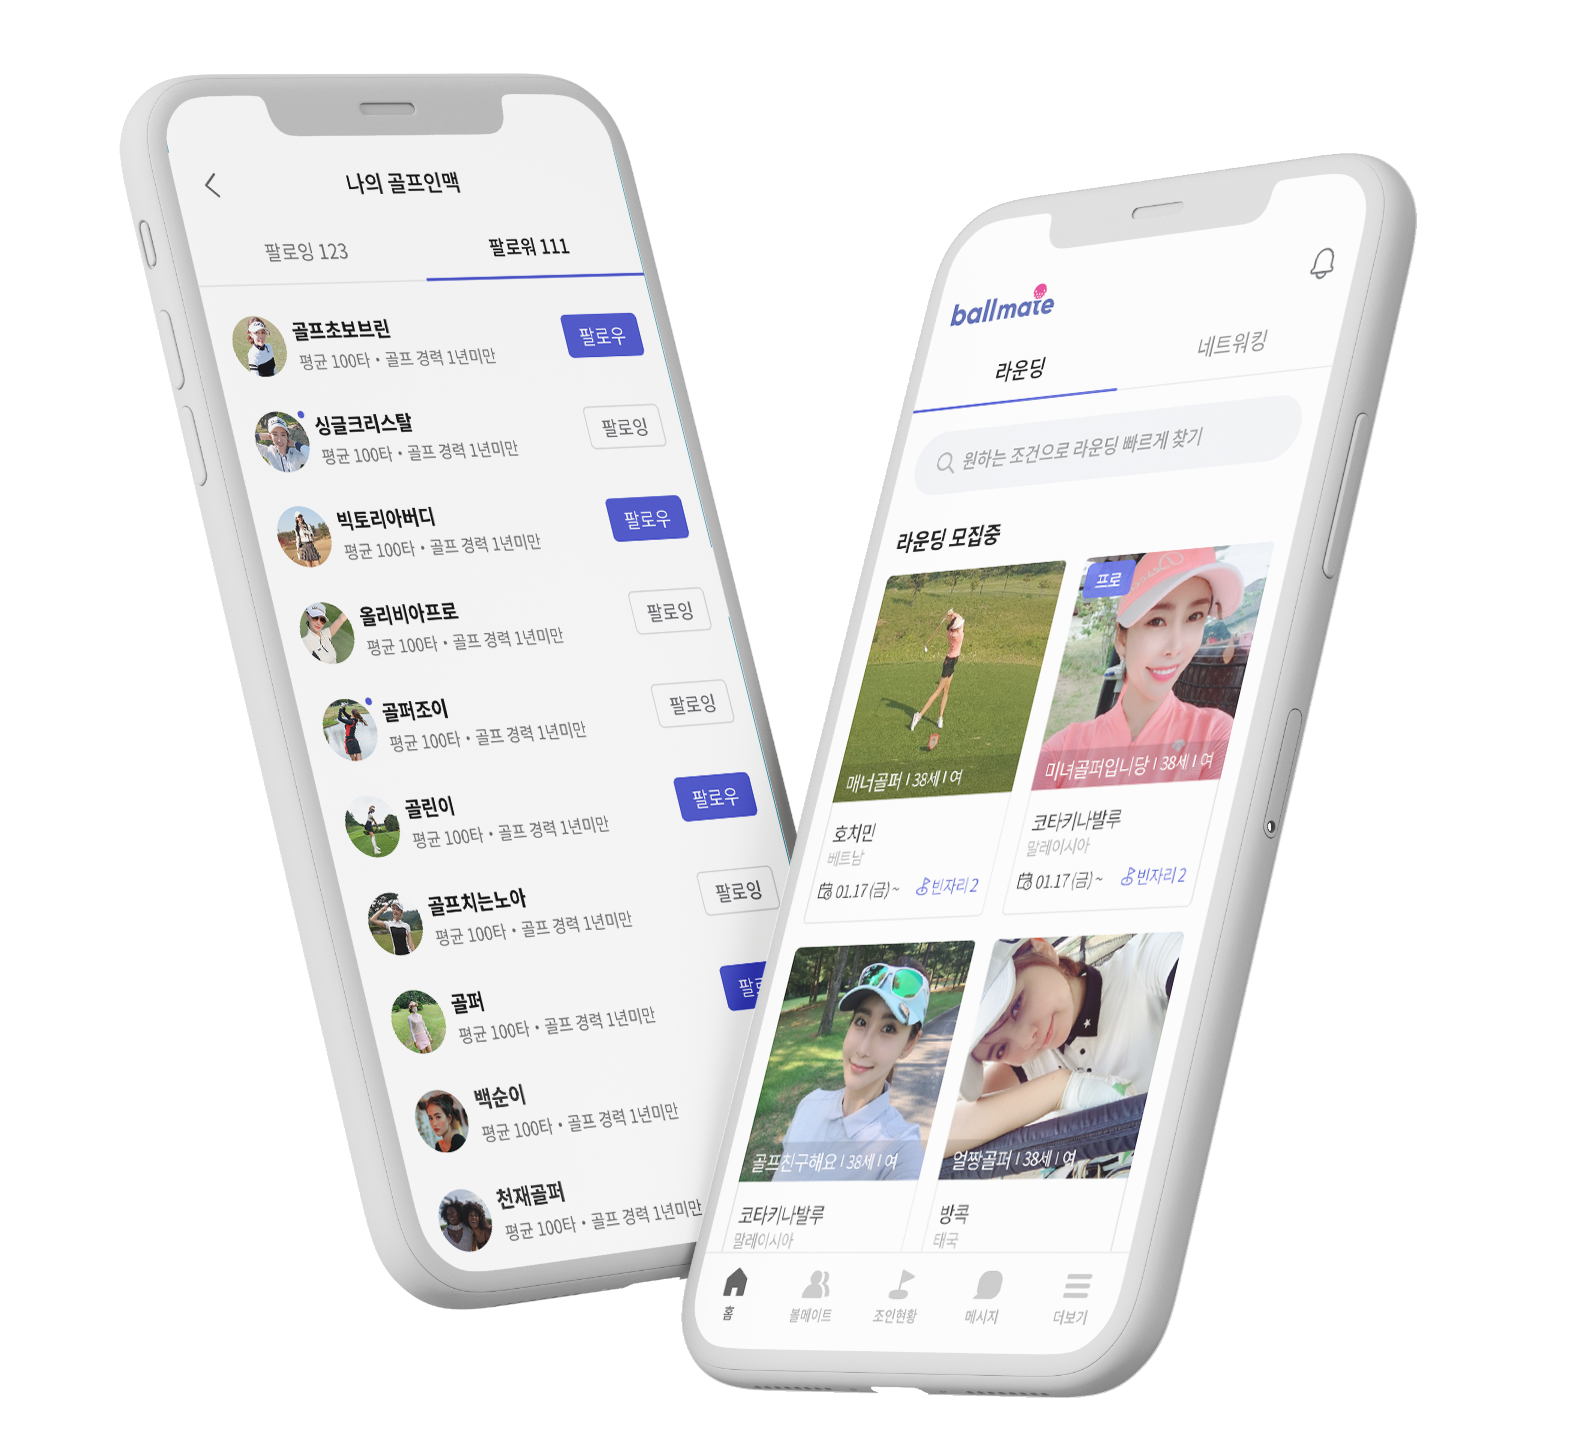 나의 골프인맥
팔로잉 123
팔로워 111
골프초보브린
평균 100타 • 골프 경력 1년미만
팔로우
싱글크리스탈
평균 100타 • 골프 경력 1년미만
팔로잉
빅토리아버디
평균 100타 • 골프 경력 1년미만
팔로우
올리비아프로
평균 100타 • 골프 경력 1년미만
팔로잉
골퍼조이
평균 100타 • 골프 경력 1년미만
팔로잉
골린이
평균 100타 • 골프 경력 1년미만
팔로우
골프치는노아
평균 100타 • 골프 경력 1년미만
팔로잉
골퍼
평균 100타 • 골프 경력 1년미만
백순이
평균 100타 • 골프 경력 1년미만
천재골퍼
평균 100타 • 골프 경력 1년미만
ballmate
라운딩
네트워킹
원하는 조건으로 라운딩 빠르게 찾기
라운딩 모집중
매너골퍼 I 38세 I 여
호치민
베트남
01.17 (금) ~
빈자리 2
프로
미녀골퍼입니당 I 38세 I 여
코타키나발루
말레이시아
01.17 (금) ~
빈자리 2
골프친구해요 I 38세 I 여
코타키나발루
말레이시아
얼짱골퍼 I 38세 I 여
방콕
태국
홈
볼메이트
조인현황
메시지
더보기